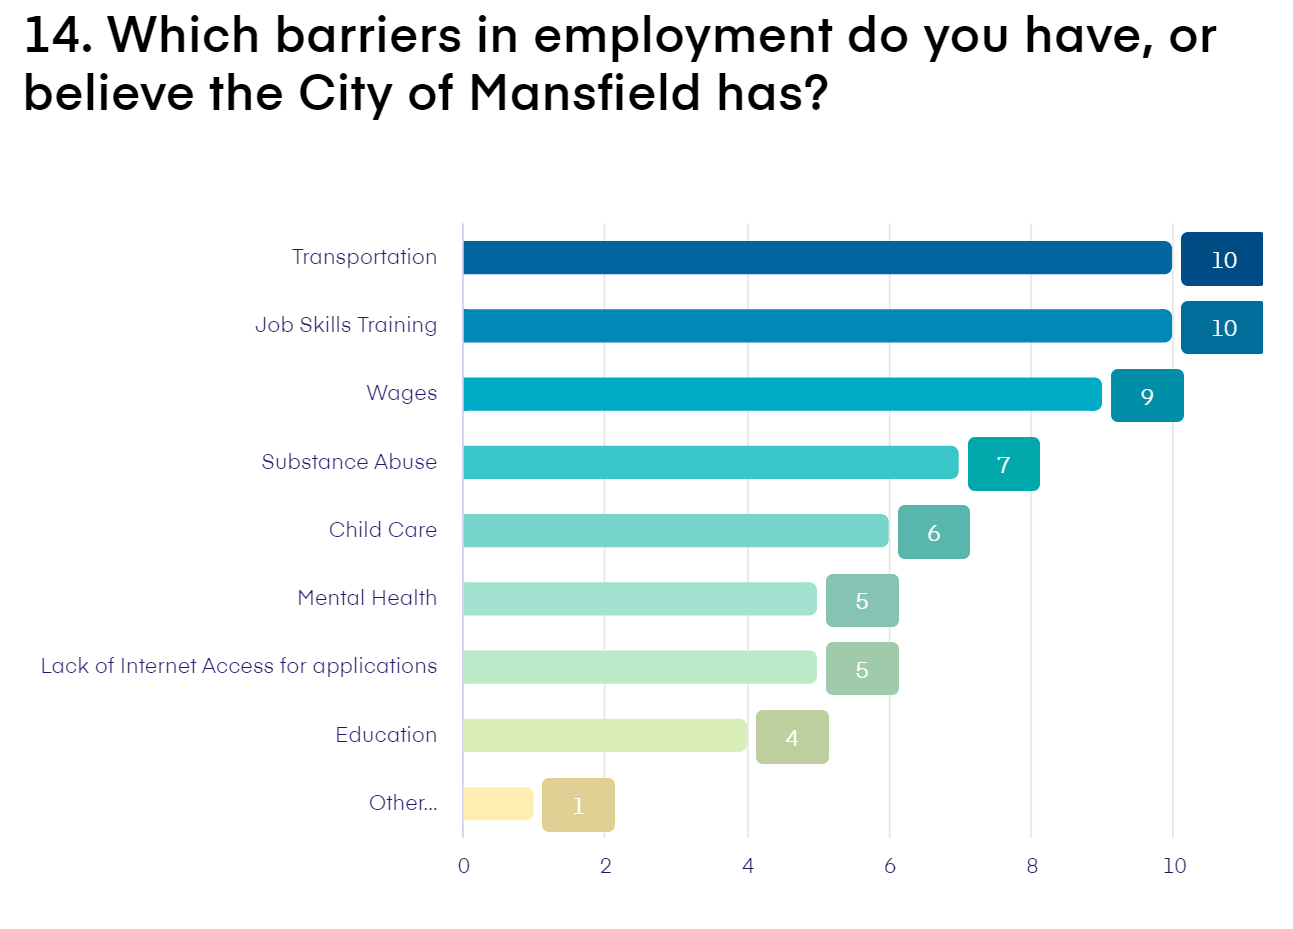 14. Which barriers in employment do you have, or
believe the City of Mansfield has?
Transportation 10
Job Skills Training 10
Wages 9
Substance Abuse 7
Child Care 6
Mental Health 5
Lack of Internet Access for applications 5
Education 4
Other... 1
0 2 4 6 8 10